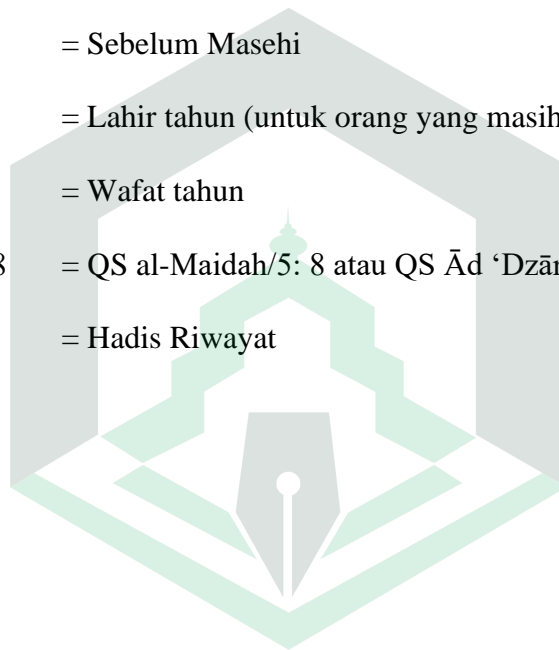 = Sebelum Masehi
= Lahir tahun (untuk orang yang masih
= Wafat tahun
8 = QS al-Maidah/5: 8 atau QS Ād ‘Dzār
= Hadis Riwayat